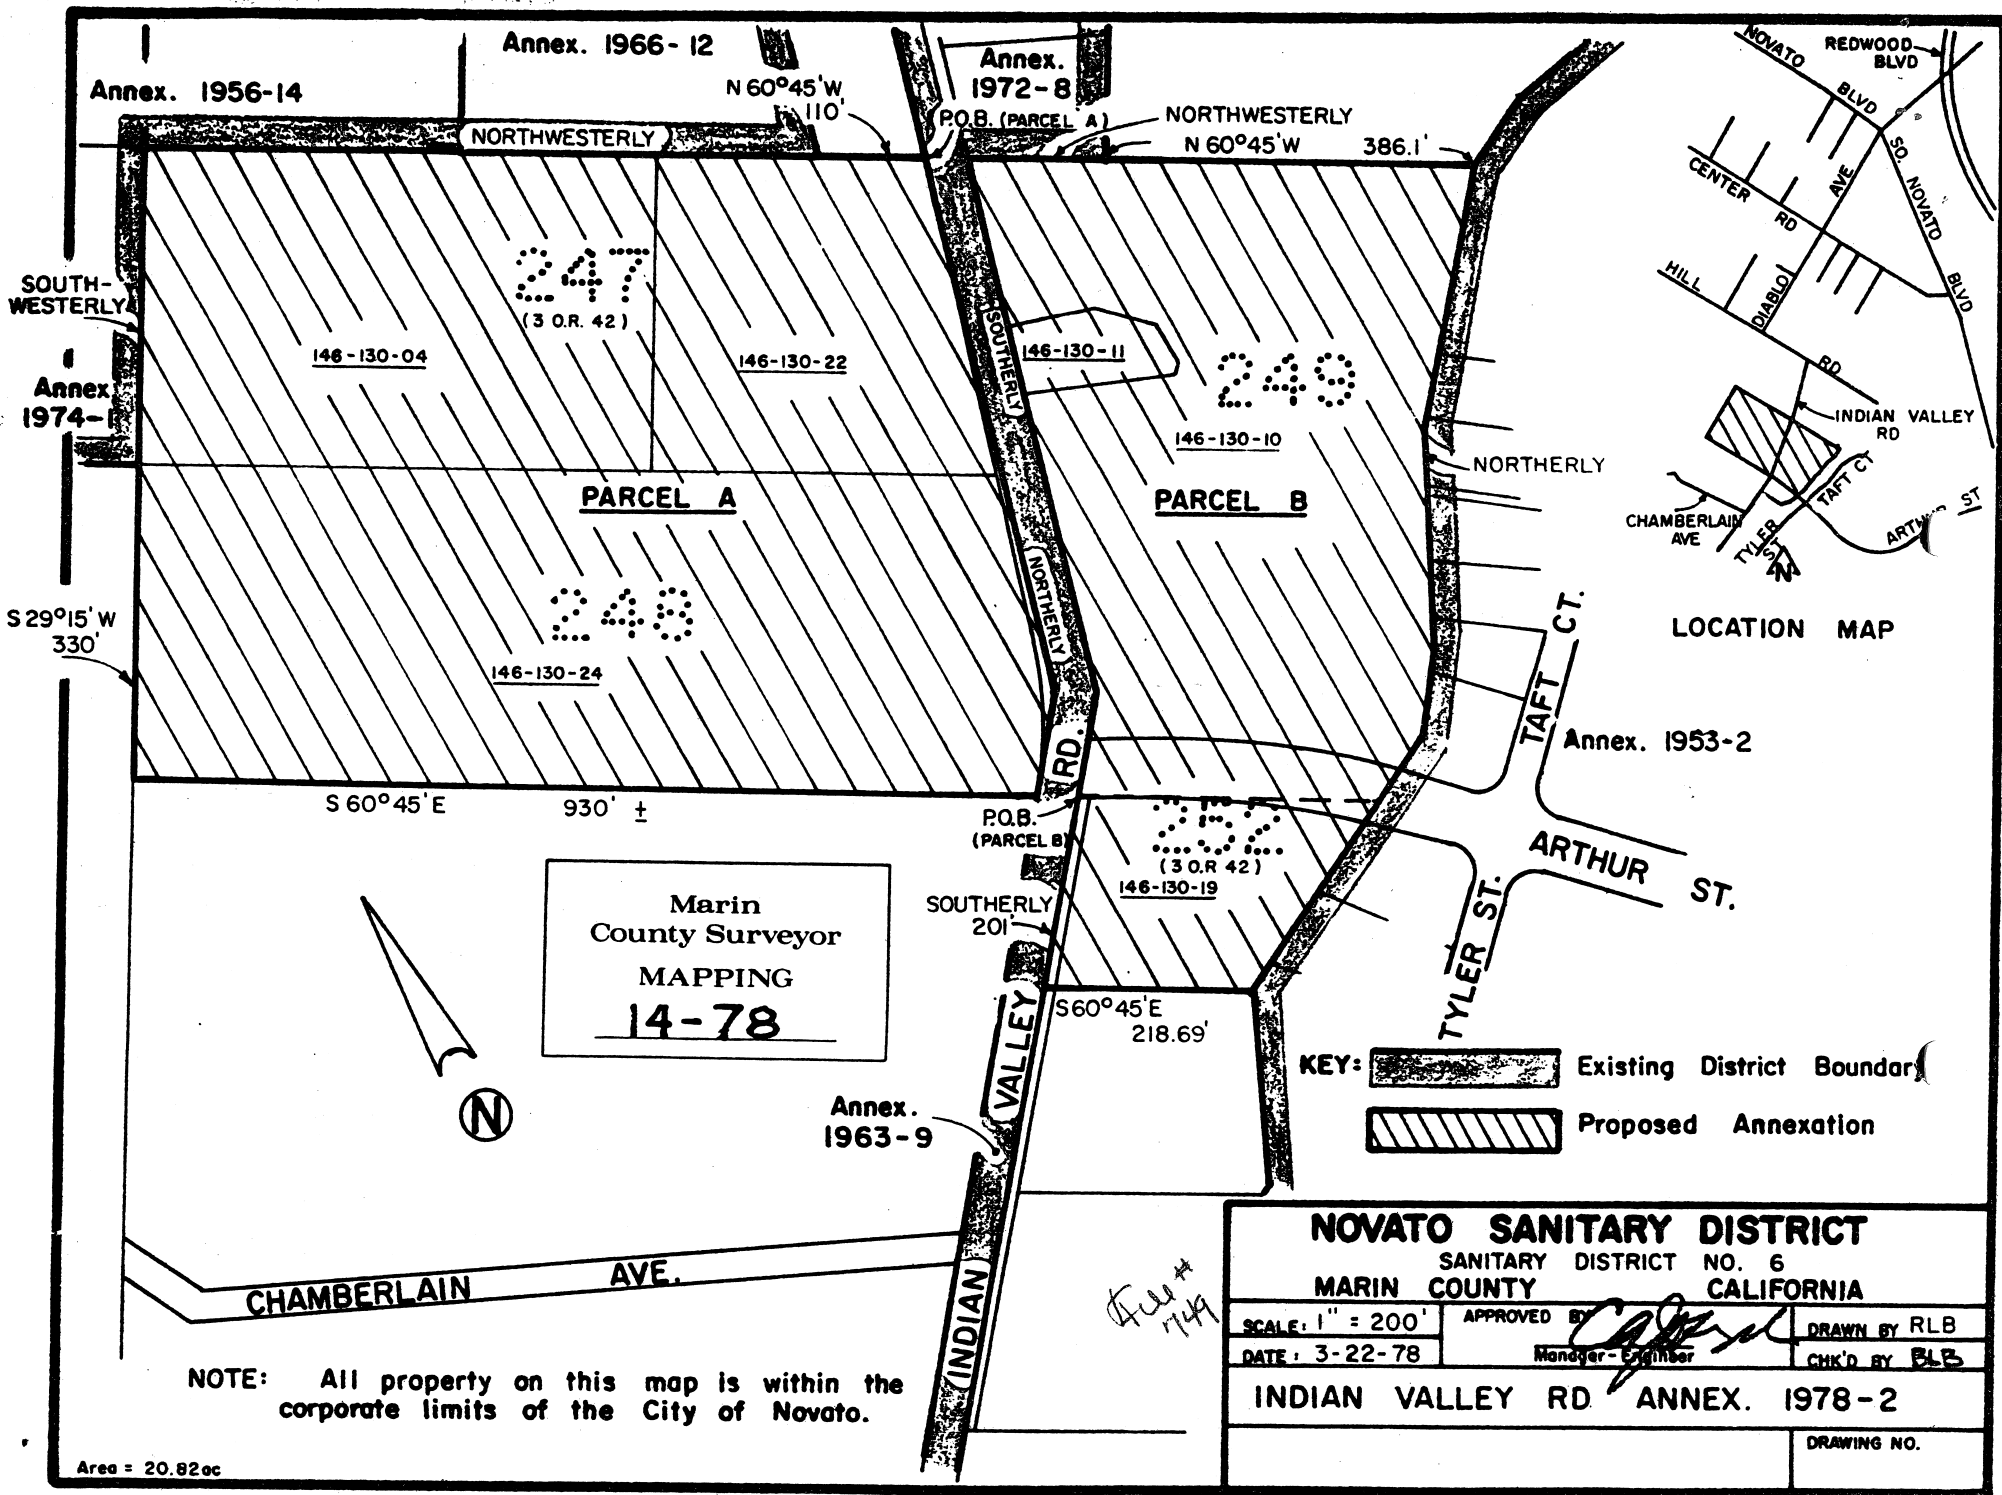 Annex. 1966-12
Annex. 1956-14
N 60°45'W
110'
Annex.
1972-8
P.O.B. (PARCEL A)
NORTHWESTERLY
NORTHWESTERLY
N 60°45'W 386.1'
SOUTH-
WESTERLY
Annex
1974-1
S 29°15'W
330'
247
(3 O.R. 42)
146-130-04
146-130-22
SOUTHERLY
146-130-11
249
146-130-10
NORTHERLY
PARCEL A
PARCEL B
248
146-130-24
NORTHERLY
RD.
S 60°45'E 930' ±
P.O.B.
(PARCEL B)
252
(3 O.R 42)
146-130-19
SOUTHERLY
201'
S 60°45'E
218.69'
TAFT CT.
Annex. 1953-2
ARTHUR ST.
TYLER ST.
NOVATO BLVD
REDWOOD
BLVD
SO. NOVATO BLVD
CENTER RD
DIABLO AVE
HILL RD
INDIAN VALLEY
RD
TAFT CT
CHAMBERLAIN
AVE
TYLER
ST
ARTHUR ST
N
LOCATION MAP
Marin
County Surveyor
MAPPING
14-78
N
VALLEY
Annex.
1963-9
KEY: Existing District Boundary
Proposed Annexation
CHAMBERLAIN AVE.
INDIAN
File #
749
NOTE: All property on this map is within the
corporate limits of the City of Novato.
Area = 20.82ac
NOVATO SANITARY DISTRICT
SANITARY DISTRICT NO. 6
MARIN COUNTY CALIFORNIA
SCALE: 1" = 200'
APPROVED BY
DRAWN BY RLB
DATE: 3-22-78
Manager-Engineer
CHK'D BY BLB
INDIAN VALLEY RD ANNEX. 1978-2
DRAWING NO.